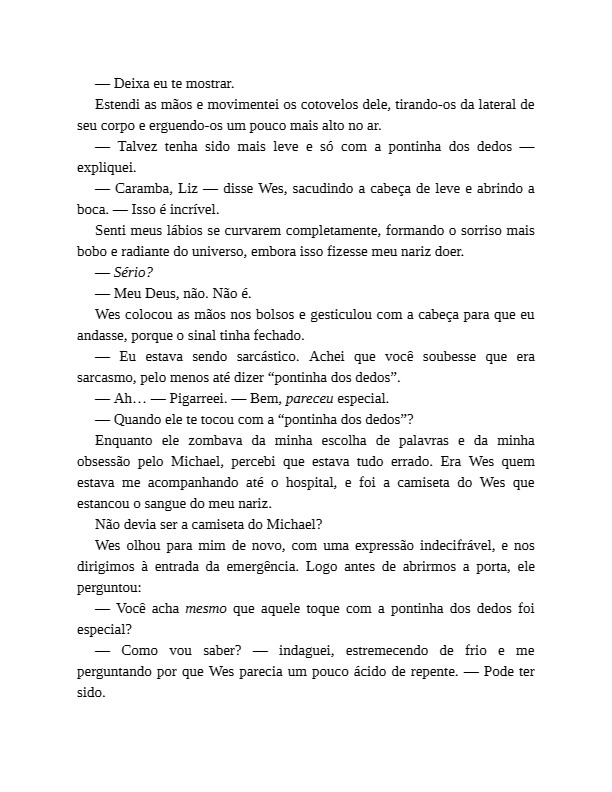 — Deixa eu te mostrar.
Estendi as mãos e movimentei os cotovelos dele, tirando-os da lateral de
seu corpo e erguendo-os um pouco mais alto no ar.
— Talvez tenha sido mais leve e só com a pontinha dos dedos —
expliquei.
— Caramba, Liz — disse Wes, sacudindo a cabeça de leve e abrindo a
boca. — Isso é incrível.
Senti meus lábios se curvarem completamente, formando o sorriso mais
bobo e radiante do universo, embora isso fizesse meu nariz doer.
— Sério?
— Meu Deus, não. Não é.
Wes colocou as mãos nos bolsos e gesticulou com a cabeça para que eu
andasse, porque o sinal tinha fechado.
— Eu estava sendo sarcástico. Achei que você soubesse que era
sarcasmo, pelo menos até dizer “pontinha dos dedos”.
— Ah… — Pigarreei. — Bem, pareceu especial.
— Quando ele te tocou com a “pontinha dos dedos”?
Enquanto ele zombava da minha escolha de palavras e da minha
obsessão pelo Michael, percebi que estava tudo errado. Era Wes quem
estava me acompanhando até o hospital, e foi a camiseta do Wes que
estancou o sangue do meu nariz.
Não devia ser a camiseta do Michael?
Wes olhou para mim de novo, com uma expressão indecifrável, e nos
dirigimos à entrada da emergência. Logo antes de abrirmos a porta, ele
perguntou:
— Você acha mesmo que aquele toque com a pontinha dos dedos foi
especial?
— Como vou saber? — indaguei, estremecendo de frio e me
perguntando por que Wes parecia um pouco ácido de repente. — Pode ter
sido.